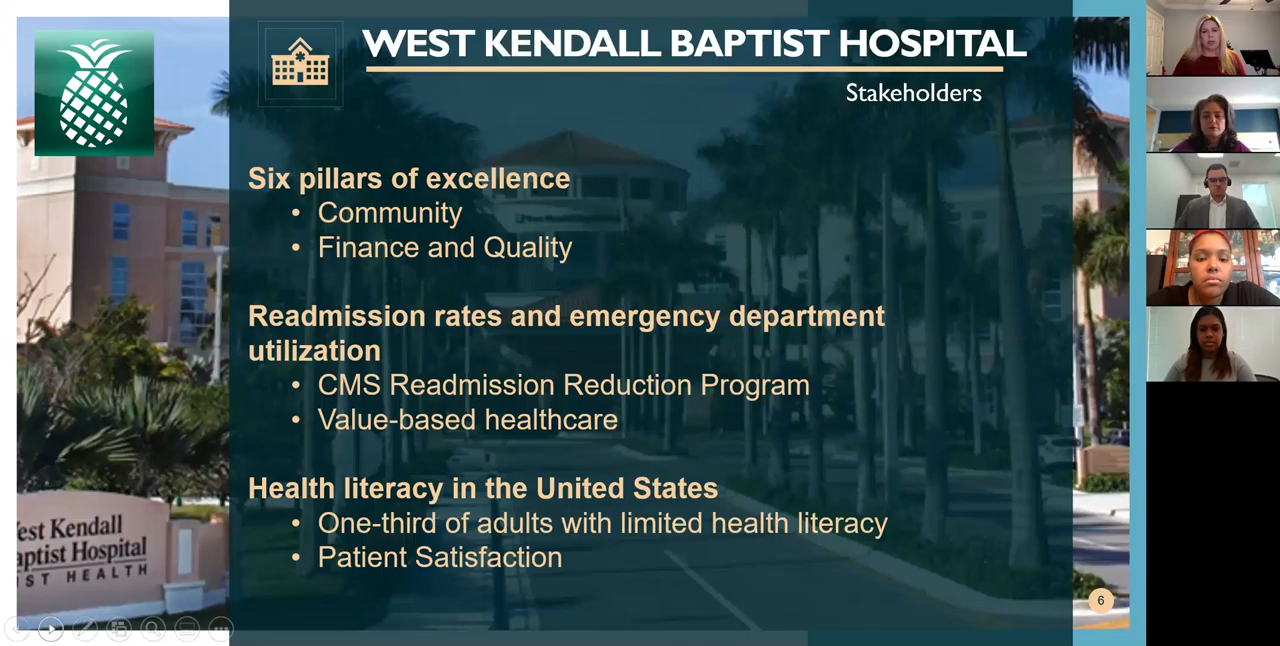 WEST KENDALL BAPTIST HOSPITAL
Stakeholders
Six pillars of excellence
• Community
• Finance and Quality
Readmission rates and emergency department
utilization
• CMS Readmission Reduction Program
• Value-based healthcare
Health literacy in the United States
• One-third of adults with limited health literacy
• Patient Satisfaction
est Kendall
aptist Hospital
IST HEALTH
6